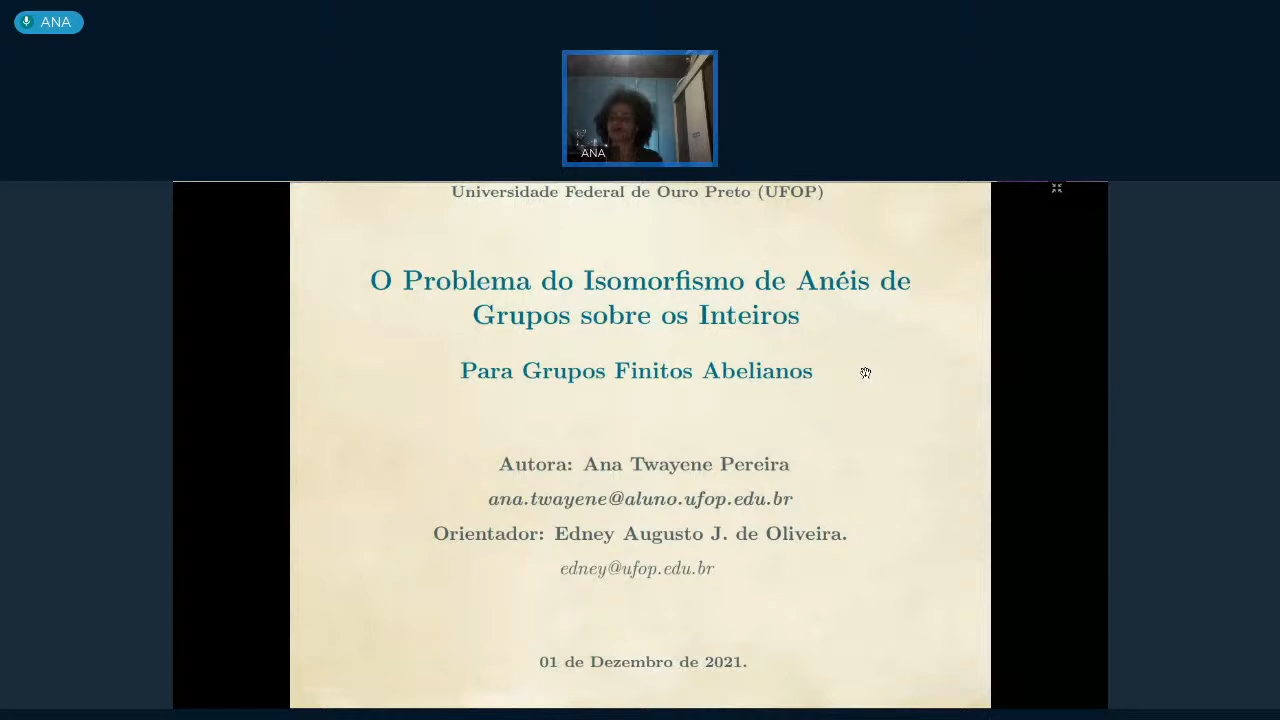 ANA
ANA
Universidade Federal de Ouro Preto (UFOP)
O Problema do Isomorfismo de Anéis de
Grupos sobre os Inteiros
Para Grupos Finitos Abelianos
Autora: Ana Twayene Pereira
ana.twayene@aluno.ufop.edu.br
Orientador: Edney Augusto J. de Oliveira.
edney@ufop.edu.br
01 de Dezembro de 2021.